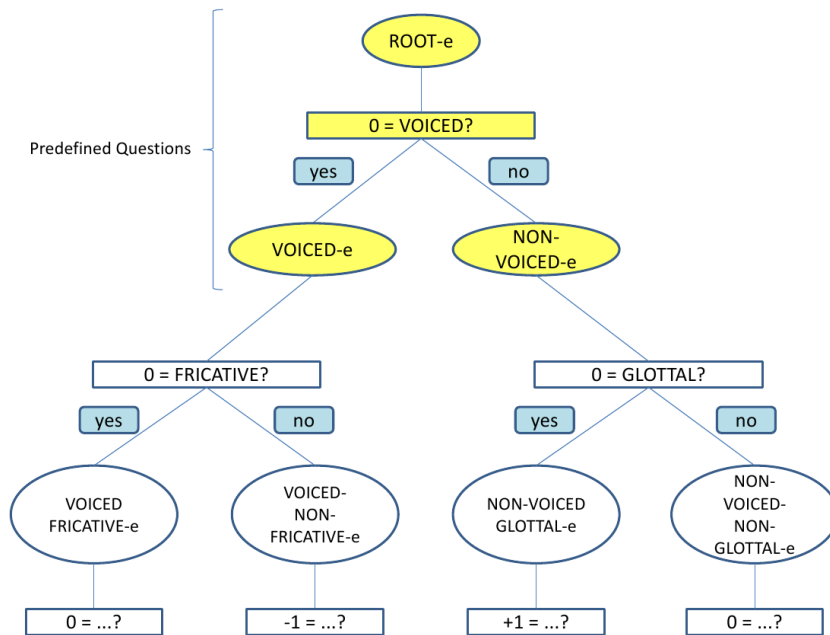 ROOT-e
0 = VOICED?
Predefined Questions
yes
no
VOICED-e
NON-
VOICED-e
0 = FRICATIVE?
0 = GLOTTAL?
yes
no
yes
no
VOICED
FRICATIVE-e
VOICED-
NON-
FRICATIVE-e
NON-VOICED
GLOTTAL-e
NON-
VOICED-
NON-
GLOTTAL-e
0 = ...?
-1 = ...?
+1 = ...?
0 = ...?